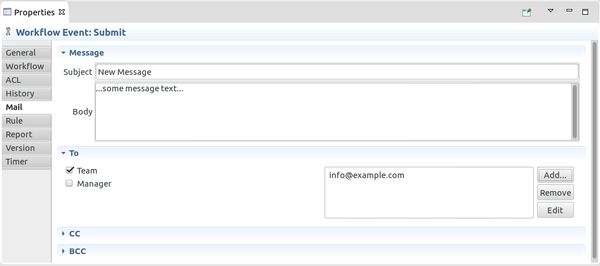 Properties
Workflow Event: Submit
General
Workflow
ACL
History
Mail
Rule
Report
Version
Timer
Message
Subject New Message
Body ...some message text...
To
Team
Manager
info@example.com
Add...
Remove
Edit
CC
BCC